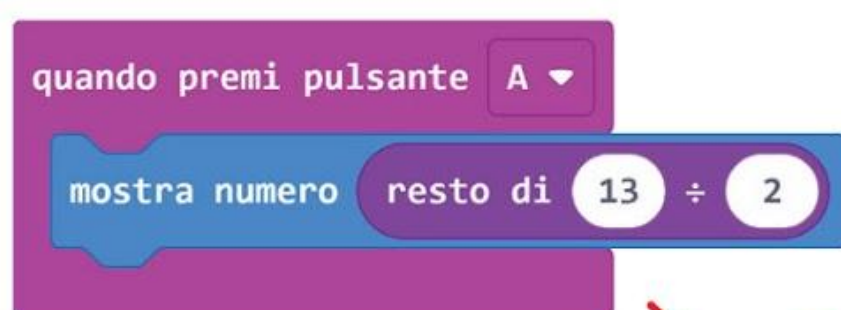 quando premi pulsante A
mostra numero resto di 13 ÷ 2